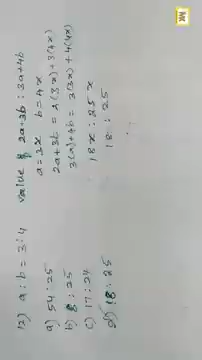 12) a : b = 3 : 4 value of 2a+3b : 3a+4b
a) 54 : 25
b) 8 : 25
c) 17 : 24
d) 18 : 25
a = 3x b = 4x
2a+3b = 2(3x)+3(4x)
3(a)+4b = 3(3x)+4(4x)
18x : 25x
18 : 25